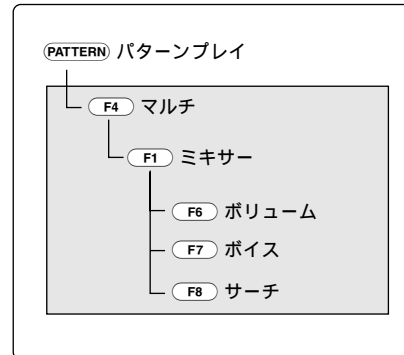 PATTERN パターンプレイ
F4 マルチ
F1 ミキサー
F6 ボリューム
F7 ボイス
F8 サーチ